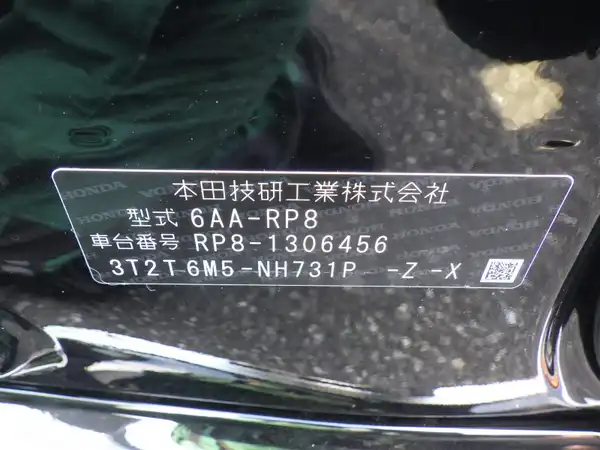 本田技研工業株式会社
型式 6AA-RP8
車台番号 RP8-1306456
3T2T6M5-NH731P -Z -X